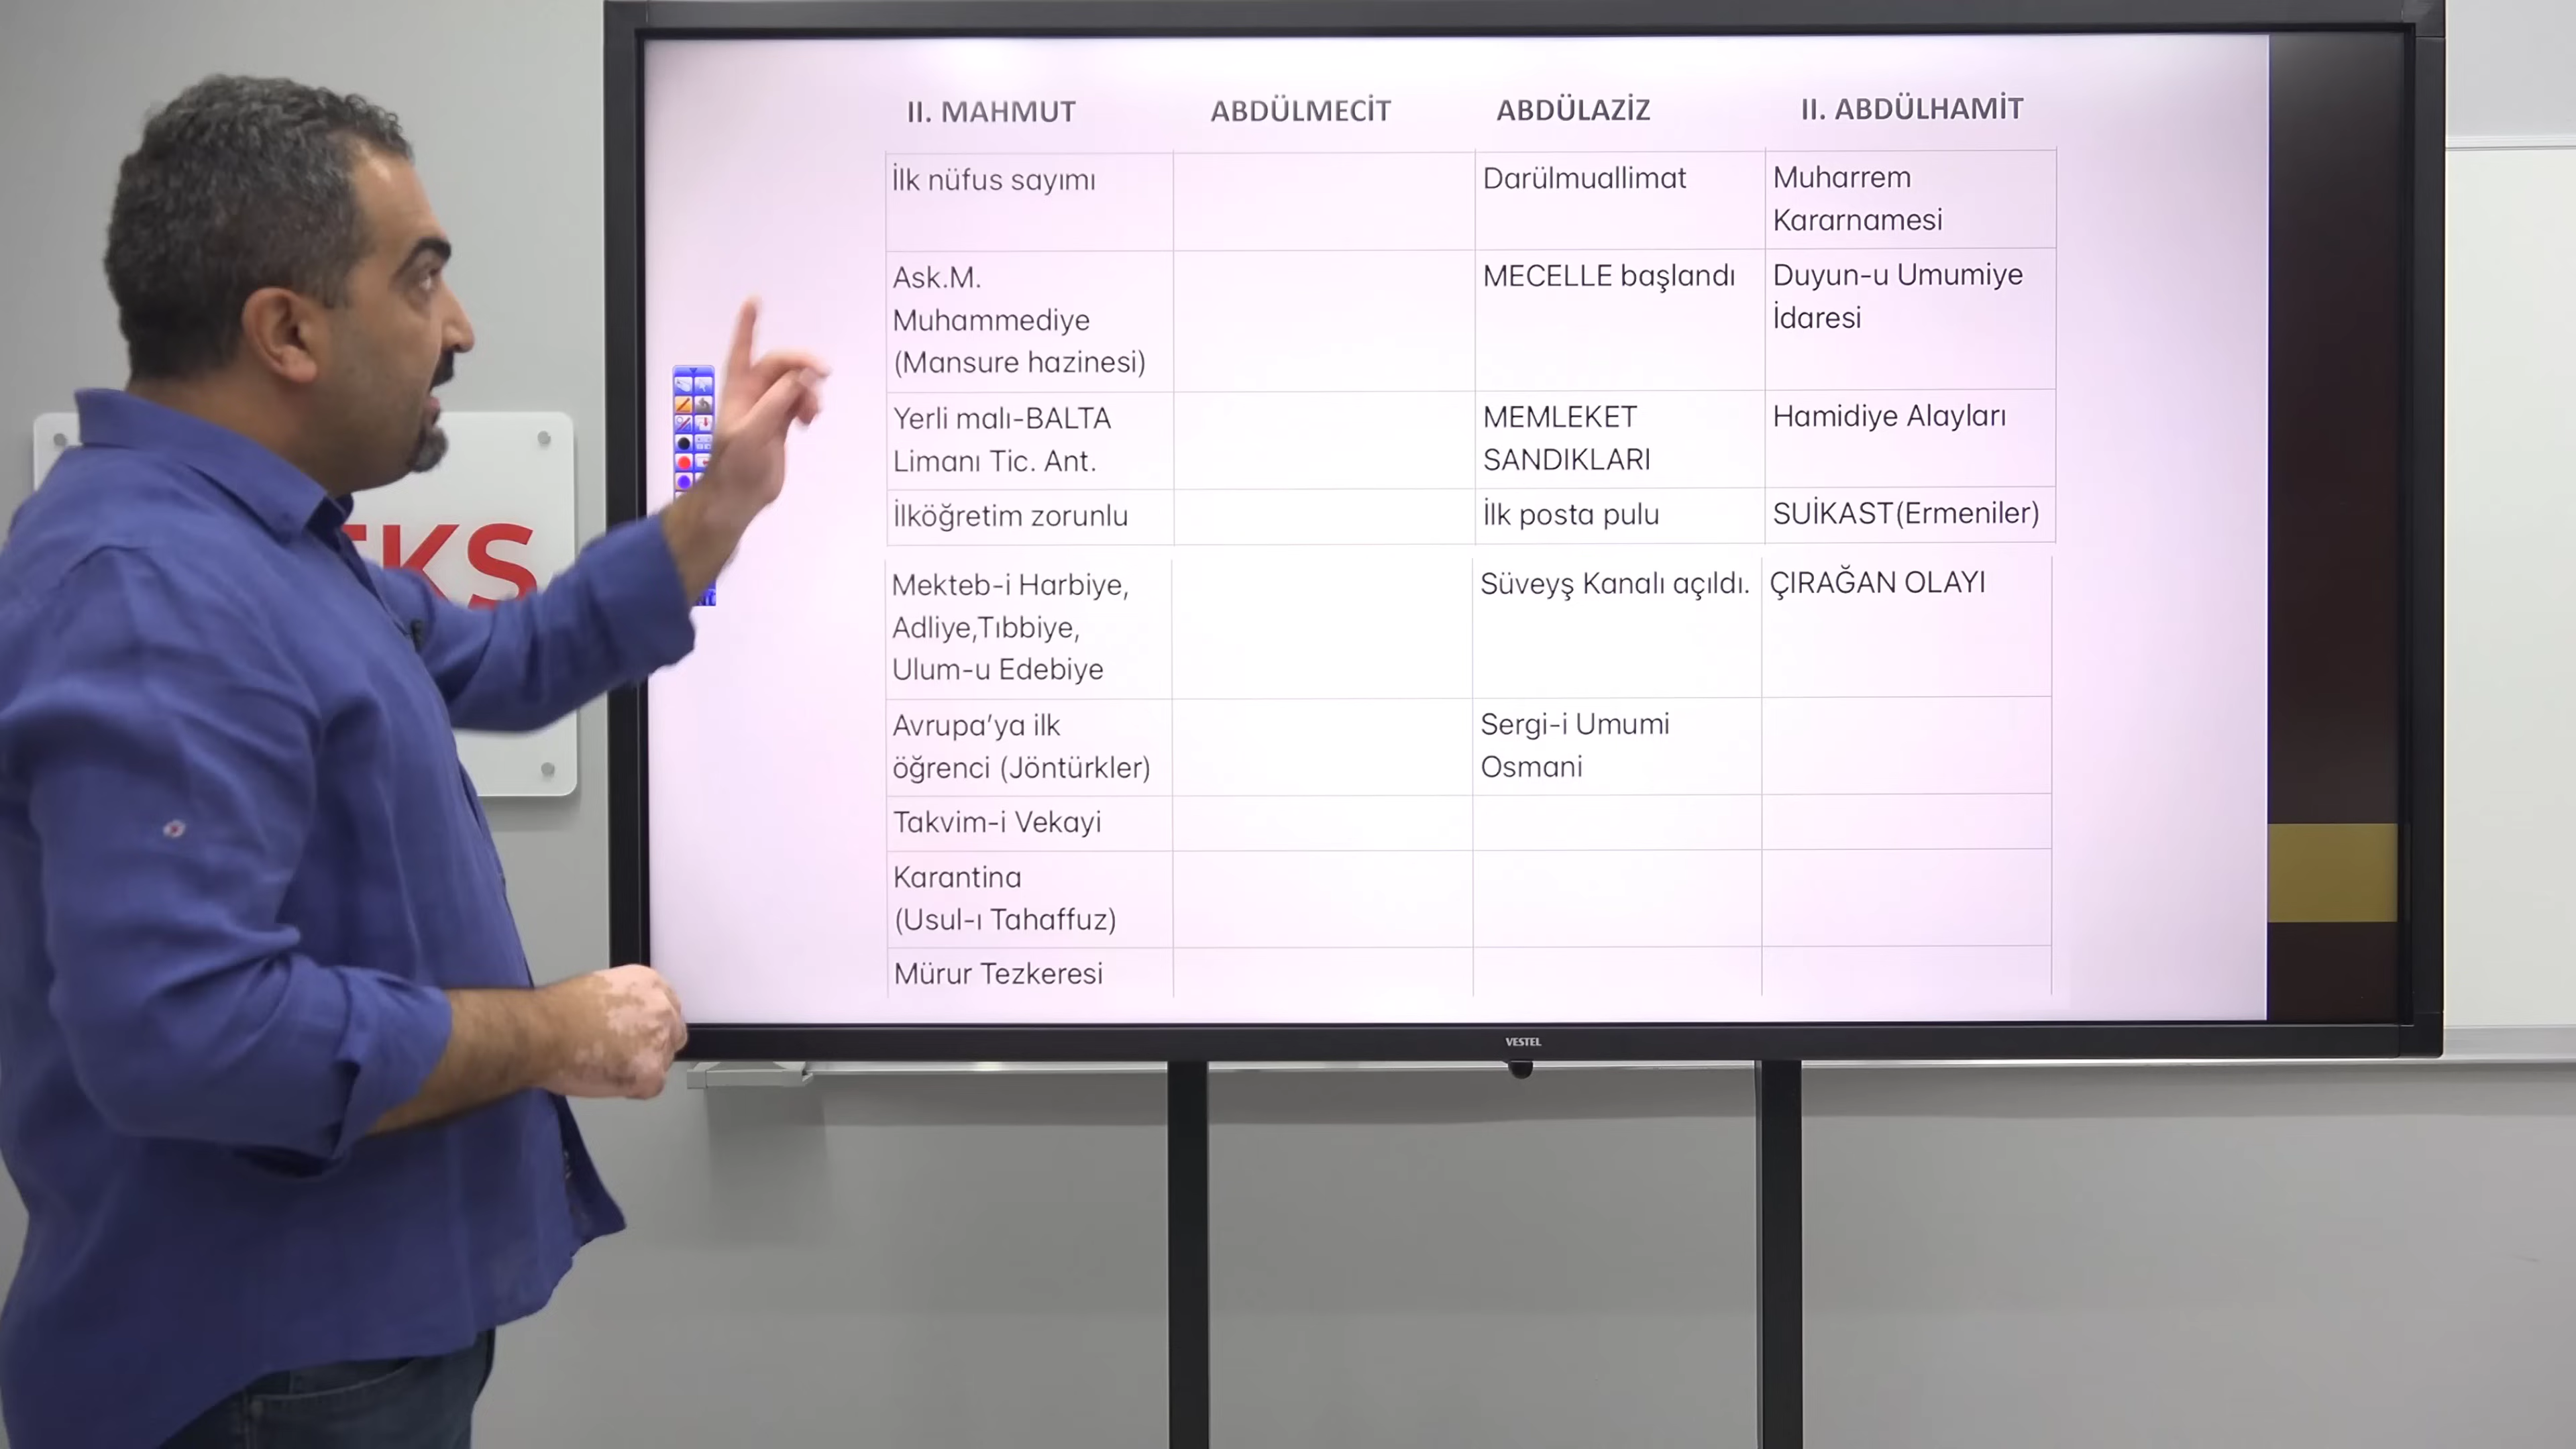 II. MAHMUT ABDÜLMECİT ABDÜLAZİZ II. ABDÜLHAMİT
İlk nüfus sayımı
Darülmuallimat
Muharrem
Kararnamesi
Ask.M.
Muhammediye
(Mansure hazinesi)
MECELLE başlandı
Duyun-u Umumiye
İdaresi
Yerli malı-BALTA
Limanı Tic. Ant.
MEMLEKET
SANDIKLARI
Hamidiye Alayları
İlköğretim zorunlu
İlk posta pulu
SUİKAST(Ermeniler)
Mekteb-i Harbiye,
Adliye,Tıbbiye,
Ulum-u Edebiye
Süveyş Kanalı açıldı.
ÇIRAĞAN OLAYI
Avrupa'ya ilk
öğrenci (Jöntürkler)
Sergi-i Umumi
Osmani
Takvim-i Vekayi
Karantina
(Usul-ı Tahaffuz)
Mürur Tezkeresi
VESTEL